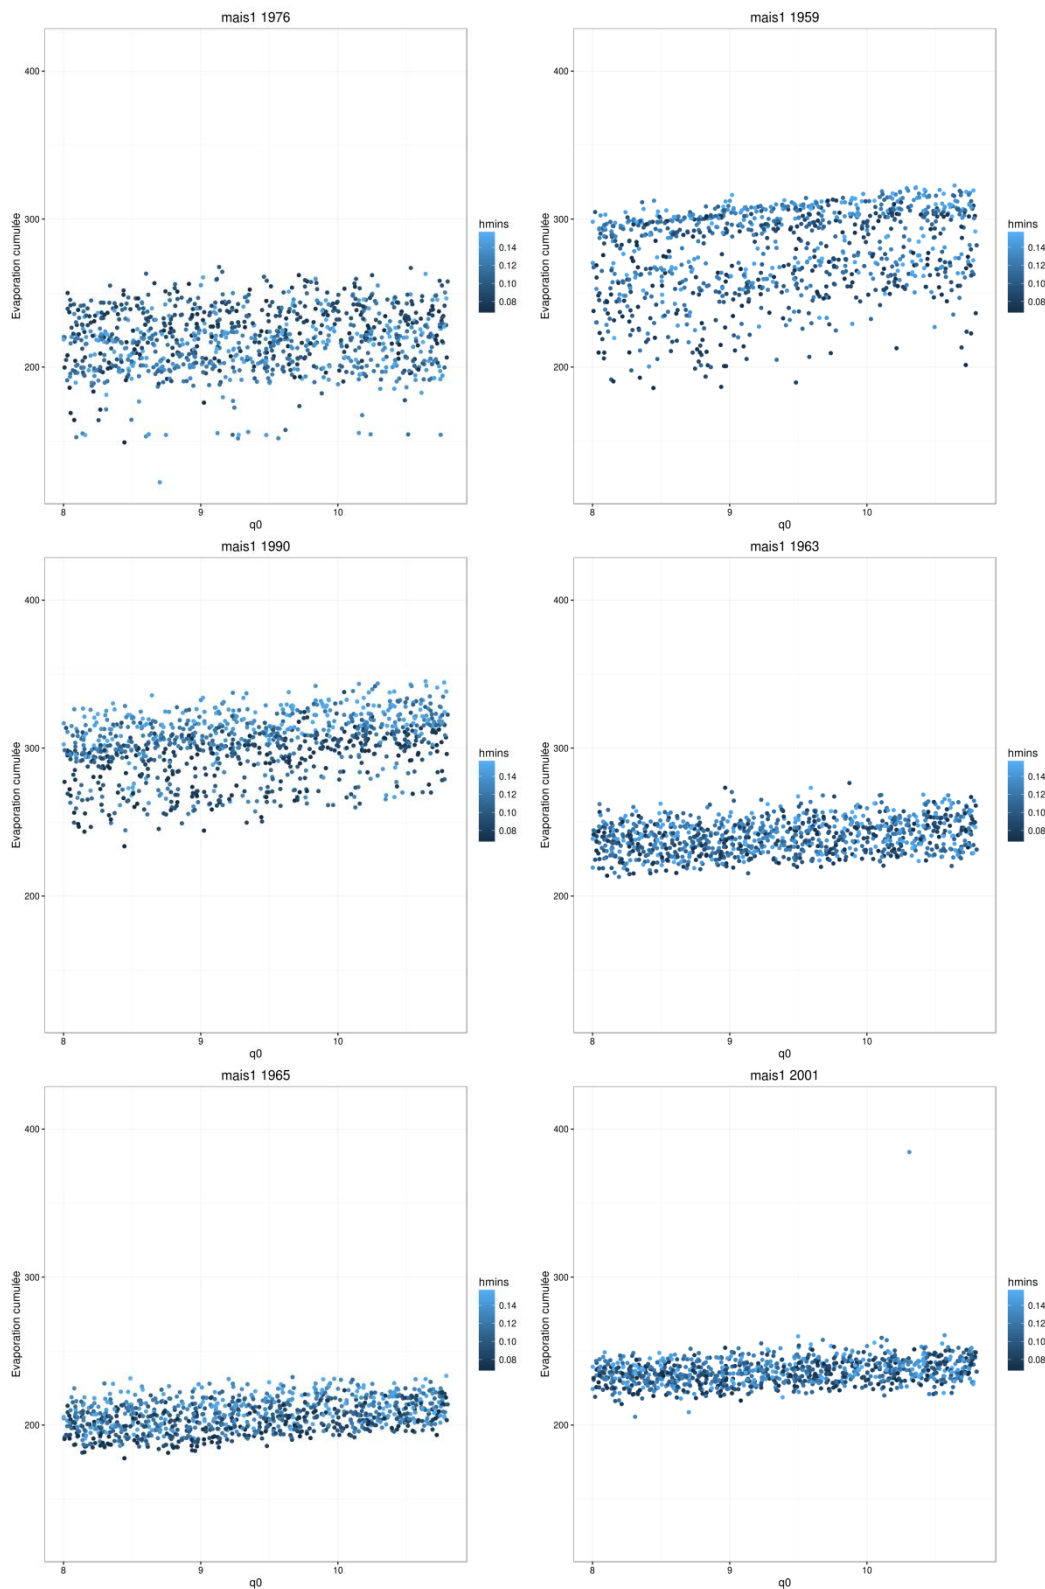 mais1 1976
400
300
200
Evaporation cumulée
8
9
10
q0
hmins
0.14
0.12
0.10
0.08
mais1 1959
400
300
200
Evaporation cumulée
8
9
10
q0
hmins
0.14
0.12
0.10
0.08
mais1 1990
400
300
200
Evaporation cumulée
8
9
10
q0
hmins
0.14
0.12
0.10
0.08
mais1 1963
400
300
200
Evaporation cumulée
8
9
10
q0
hmins
0.14
0.12
0.10
0.08
mais1 1965
400
300
200
Evaporation cumulée
8
9
10
q0
hmins
0.14
0.12
0.10
0.08
mais1 2001
400
300
200
Evaporation cumulée
8
9
10
q0
hmins
0.14
0.12
0.10
0.08